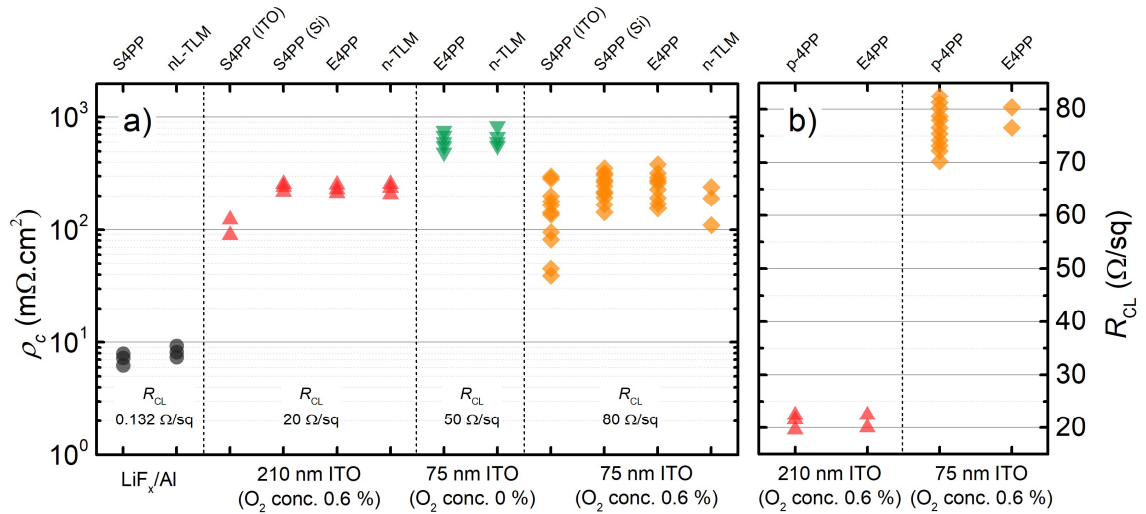 S4PP
nL-TLM
S4PP (ITO)
S4PP (Si)
E4PP
n-TLM
E4PP
n-TLM
S4PP (ITO)
S4PP (Si)
E4PP
n-TLM
p-4PP
E4PP
p-4PP
E4PP
a)
b)
10³
10²
10¹
10⁰
ρc (mΩ.cm²)
80
70
60
50
40
30
20
RCL (Ω/sq)
RCL
0.132 Ω/sq
RCL
20 Ω/sq
RCL
50 Ω/sq
RCL
80 Ω/sq
LiFx/Al
210 nm ITO
(O2 conc. 0.6 %)
75 nm ITO
(O2 conc. 0 %)
75 nm ITO
(O2 conc. 0.6 %)
210 nm ITO
(O2 conc. 0.6 %)
75 nm ITO
(O2 conc. 0.6 %)